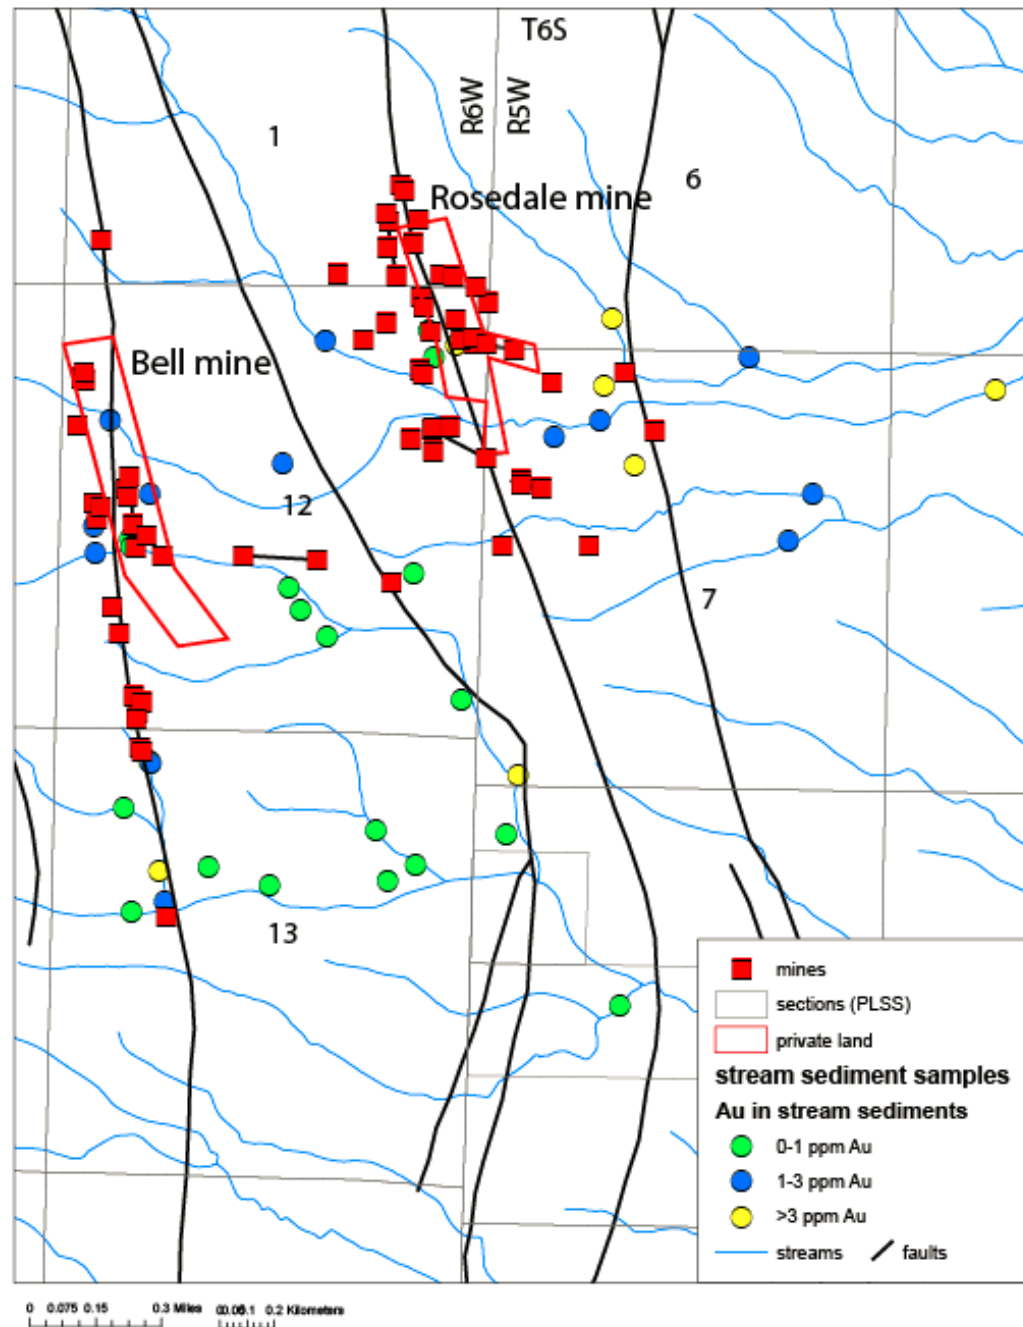 T6S
R6W
R5W
1
6
Rosedale mine
Bell mine
12
7
13
mines
sections (PLSS)
private land
stream sediment samples
Au in stream sediments
0-1 ppm Au
1-3 ppm Au
>3 ppm Au
streams
faults
0 0.075 0.15 0.3 Miles
0.2 Kilometers